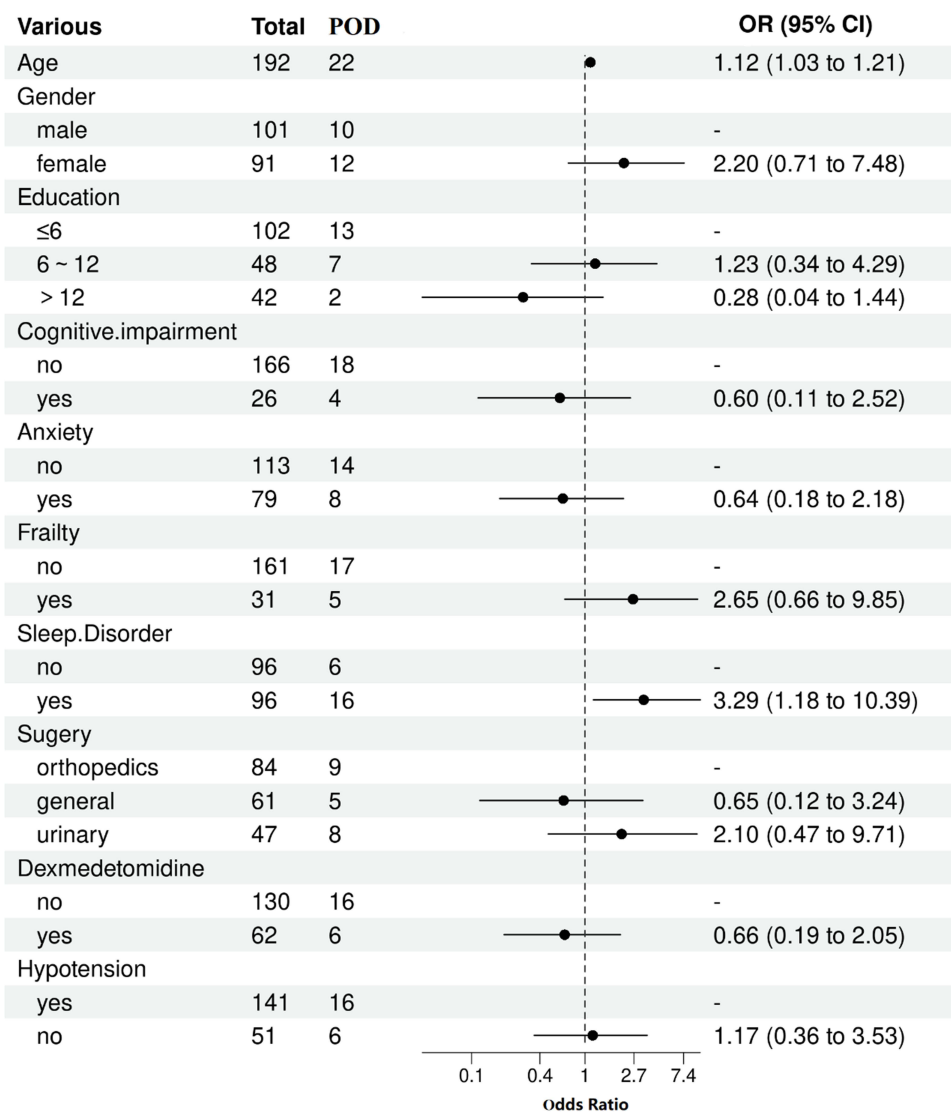 Various Total POD OR (95% CI)
Age 192 22 1.12 (1.03 to 1.21)
Gender
male 101 10 -
female 91 12 2.20 (0.71 to 7.48)
Education
≤6 102 13 -
6 ~ 12 48 7 1.23 (0.34 to 4.29)
> 12 42 2 0.28 (0.04 to 1.44)
Cognitive.impairment
no 166 18 -
yes 26 4 0.60 (0.11 to 2.52)
Anxiety
no 113 14 -
yes 79 8 0.64 (0.18 to 2.18)
Frailty
no 161 17 -
yes 31 5 2.65 (0.66 to 9.85)
Sleep.Disorder
no 96 6 -
yes 96 16 3.29 (1.18 to 10.39)
Sugery
orthopedics 84 9 -
general 61 5 0.65 (0.12 to 3.24)
urinary 47 8 2.10 (0.47 to 9.71)
Dexmedetomidine
no 130 16 -
yes 62 6 0.66 (0.19 to 2.05)
Hypotension
yes 141 16 -
no 51 6 1.17 (0.36 to 3.53)
0.1 0.4 1 2.7 7.4
Odds Ratio